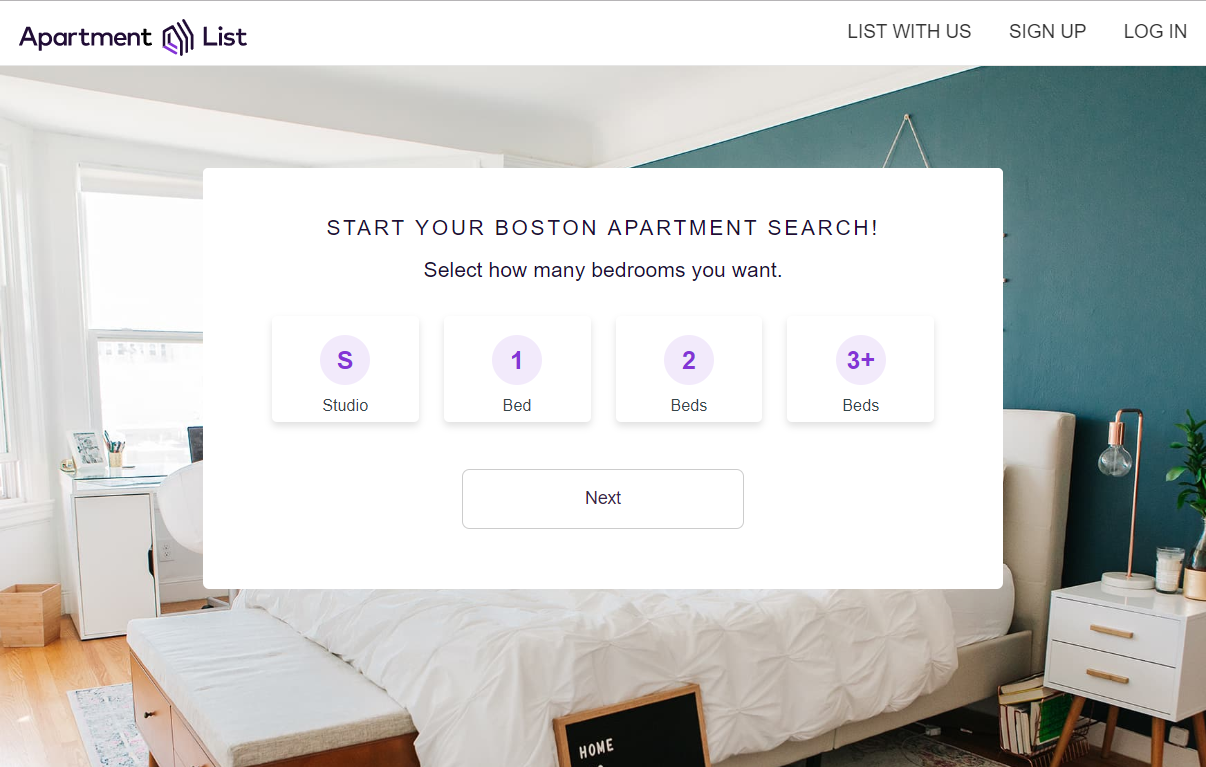 Apartment List
LIST WITH US SIGN UP LOG IN
START YOUR BOSTON APARTMENT SEARCH!
Select how many bedrooms you want.
S 1 2 3+
Studio Bed Beds Beds
Next
HOME